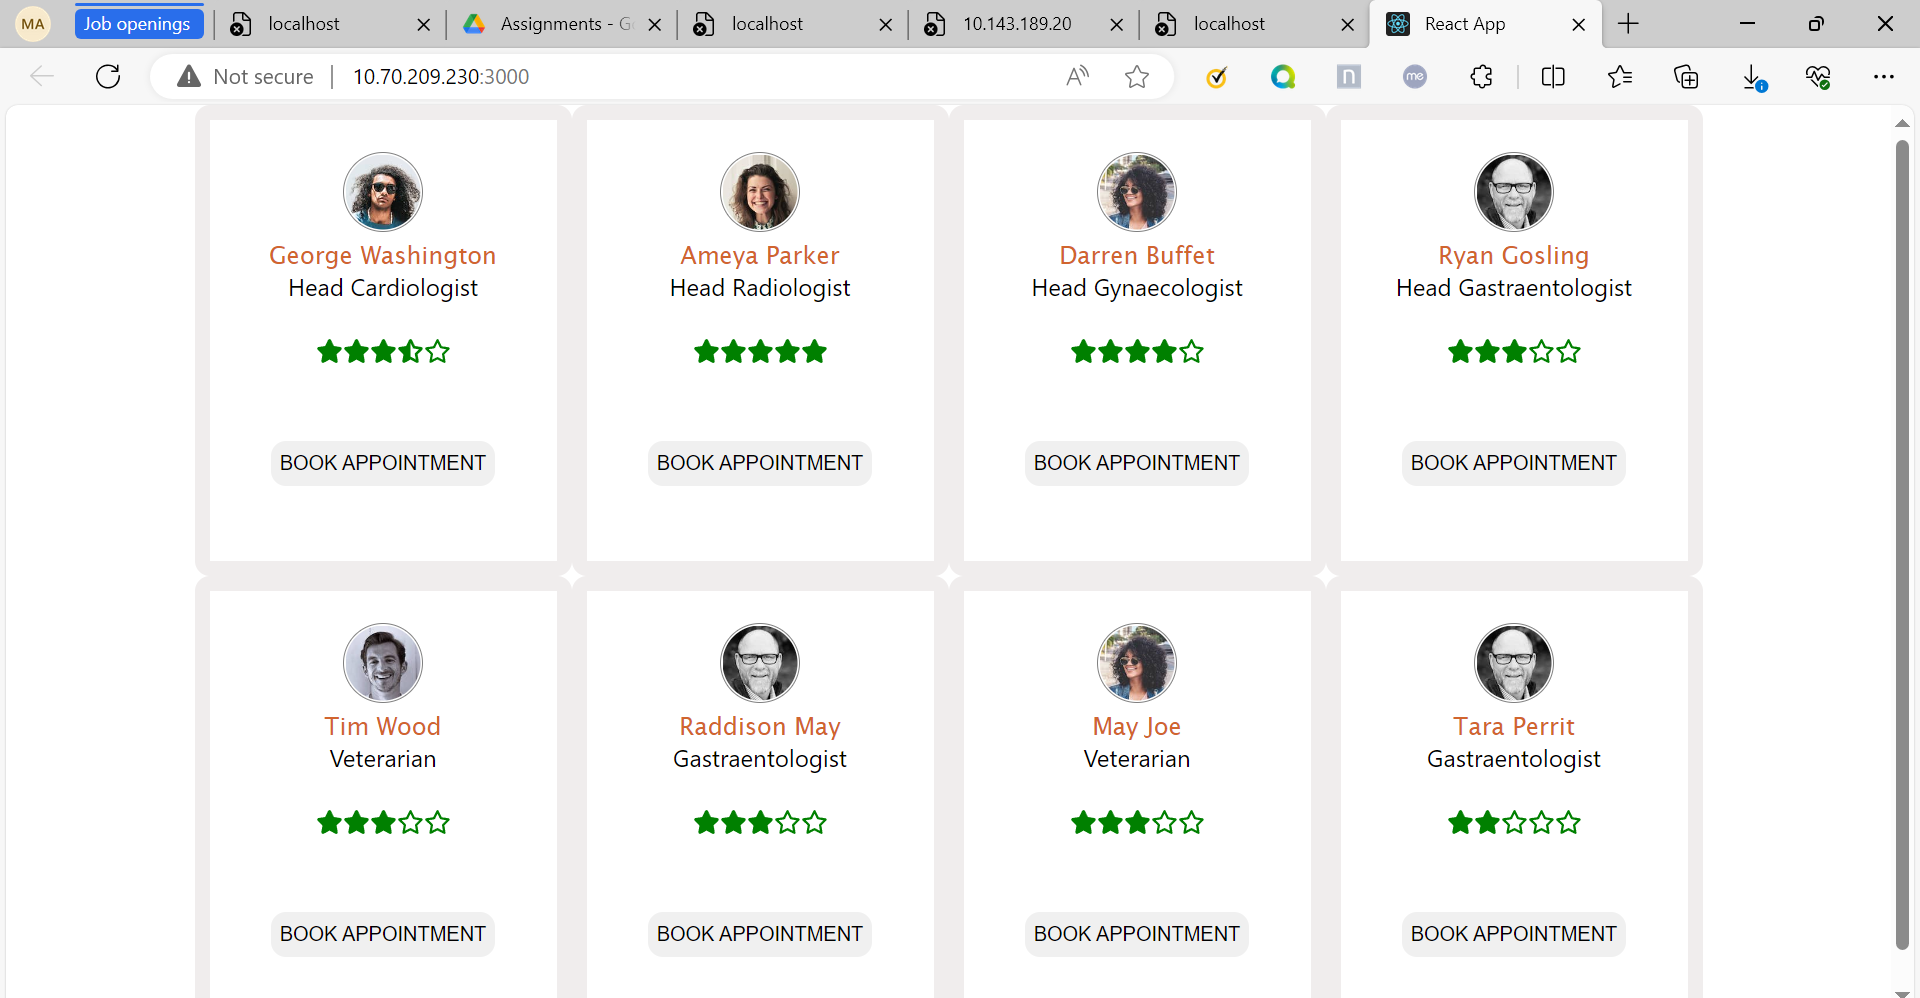 MA Job openings localhost Assignments - G localhost 10.143.189.20 localhost React App
Not secure 10.70.209.230:3000 A me n
George Washington Ameya Parker Darren Buffet Ryan Gosling
Head Cardiologist Head Radiologist Head Gynaecologist Head Gastraentologist
BOOK APPOINTMENT BOOK APPOINTMENT BOOK APPOINTMENT BOOK APPOINTMENT
Tim Wood Raddison May May Joe Tara Perrit
Veterarian Gastraentologist Veterarian Gastraentologist
BOOK APPOINTMENT BOOK APPOINTMENT BOOK APPOINTMENT BOOK APPOINTMENT